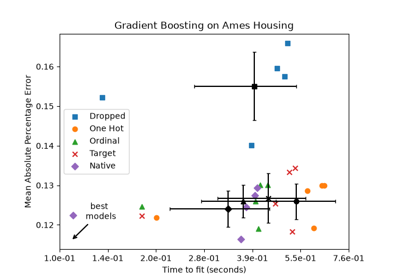 Gradient Boosting on Ames Housing
Mean Absolute Percentage Error
0.16
0.15
0.14
0.13
0.12
Dropped
One Hot
Ordinal
Target
Native
best
models
1.0e-01 1.4e-01 2.0e-01 2.8e-01 3.9e-01 5.5e-01 7.6e-01
Time to fit (seconds)